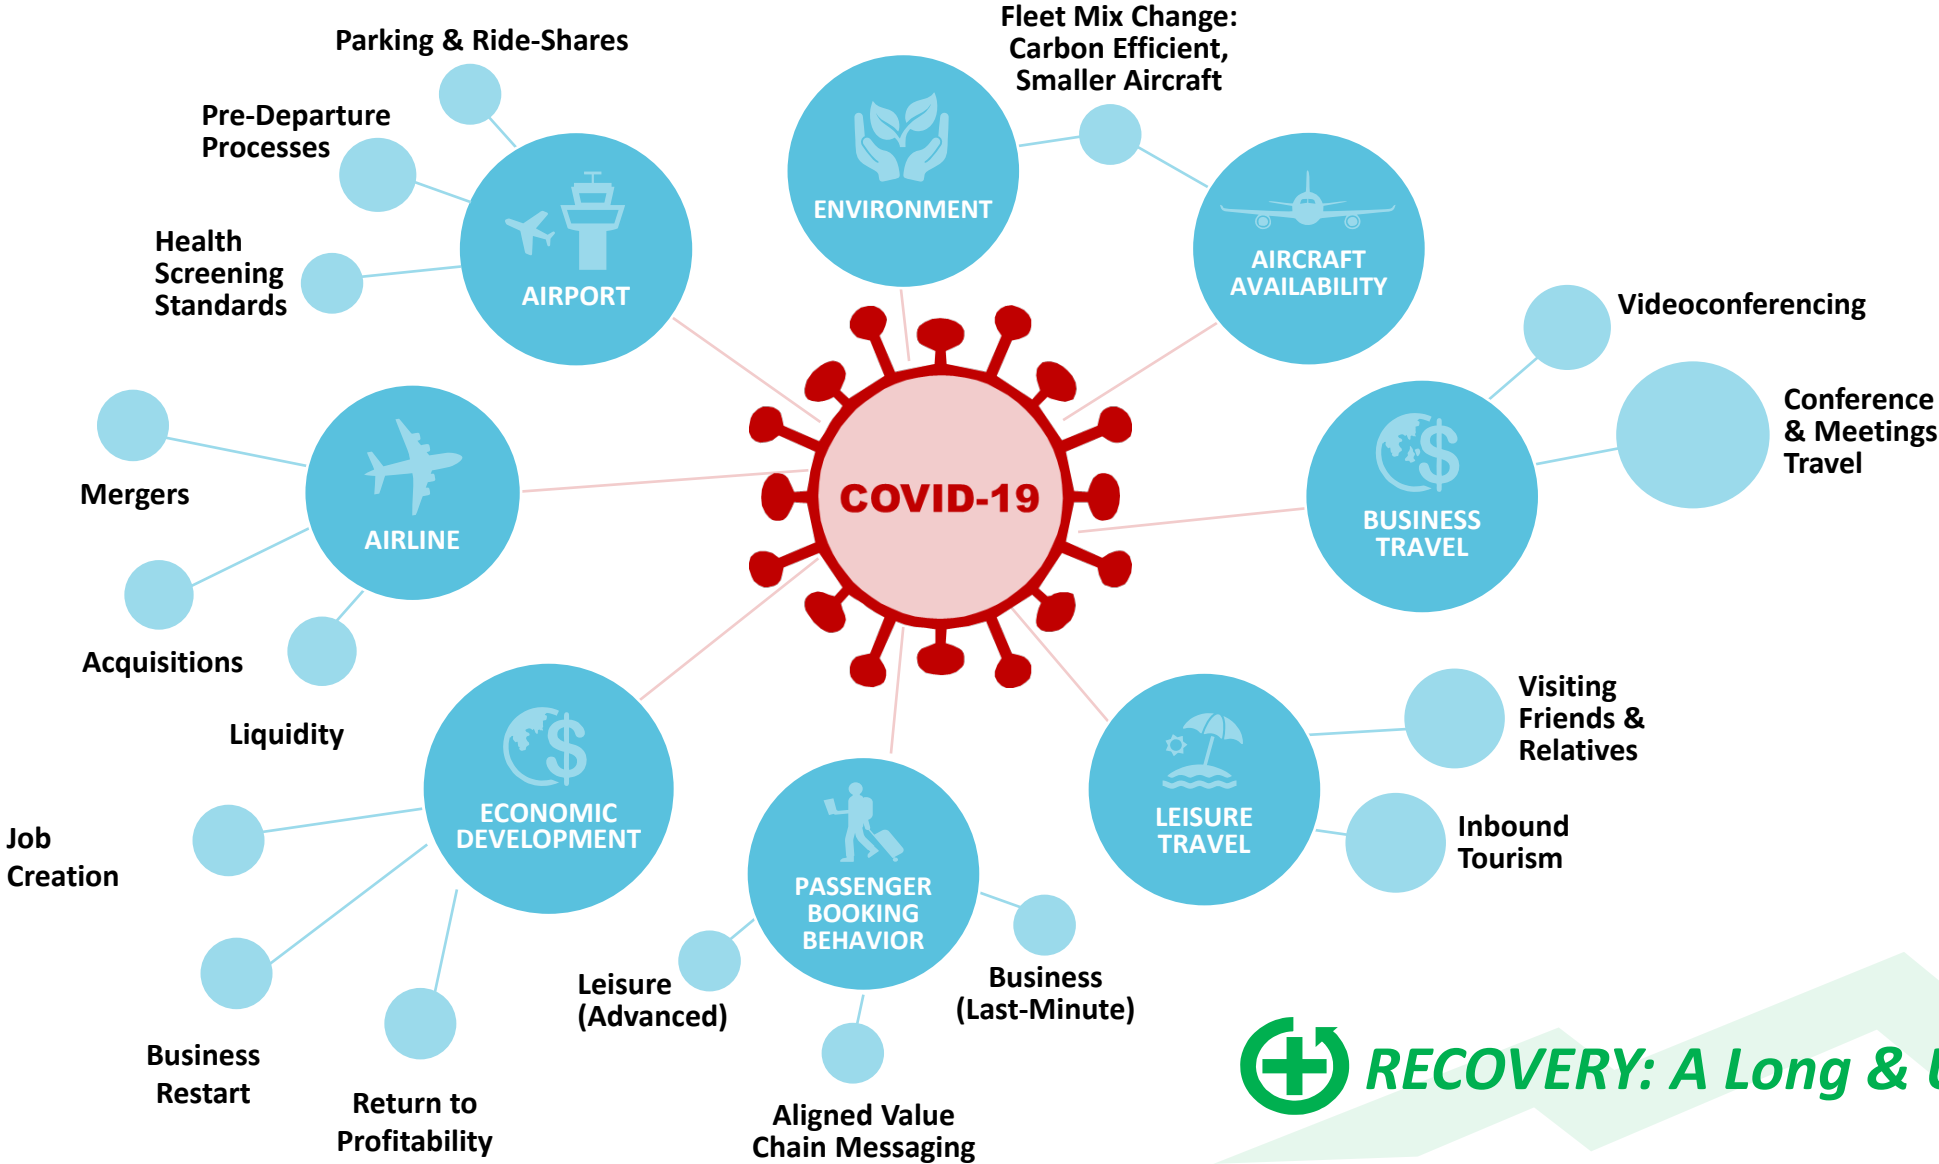 Parking & Ride-Shares
Pre-Departure
Processes
Health
Screening
Standards
AIRPORT
ENVIRONMENT
Fleet Mix Change:
Carbon Efficient,
Smaller Aircraft
AIRCRAFT
AVAILABILITY
Videoconferencing
Conference
& Meetings
Travel
BUSINESS
TRAVEL
Mergers
AIRLINE
Acquisitions
Liquidity
COVID-19
Visiting
Friends &
Relatives
LEISURE
TRAVEL
Inbound
Tourism
ECONOMIC
DEVELOPMENT
Job
Creation
Business
Restart
Return to
Profitability
PASSENGER
BOOKING
BEHAVIOR
Leisure
(Advanced)
Business
(Last-Minute)
Aligned Value
Chain Messaging
RECOVERY: A Long &